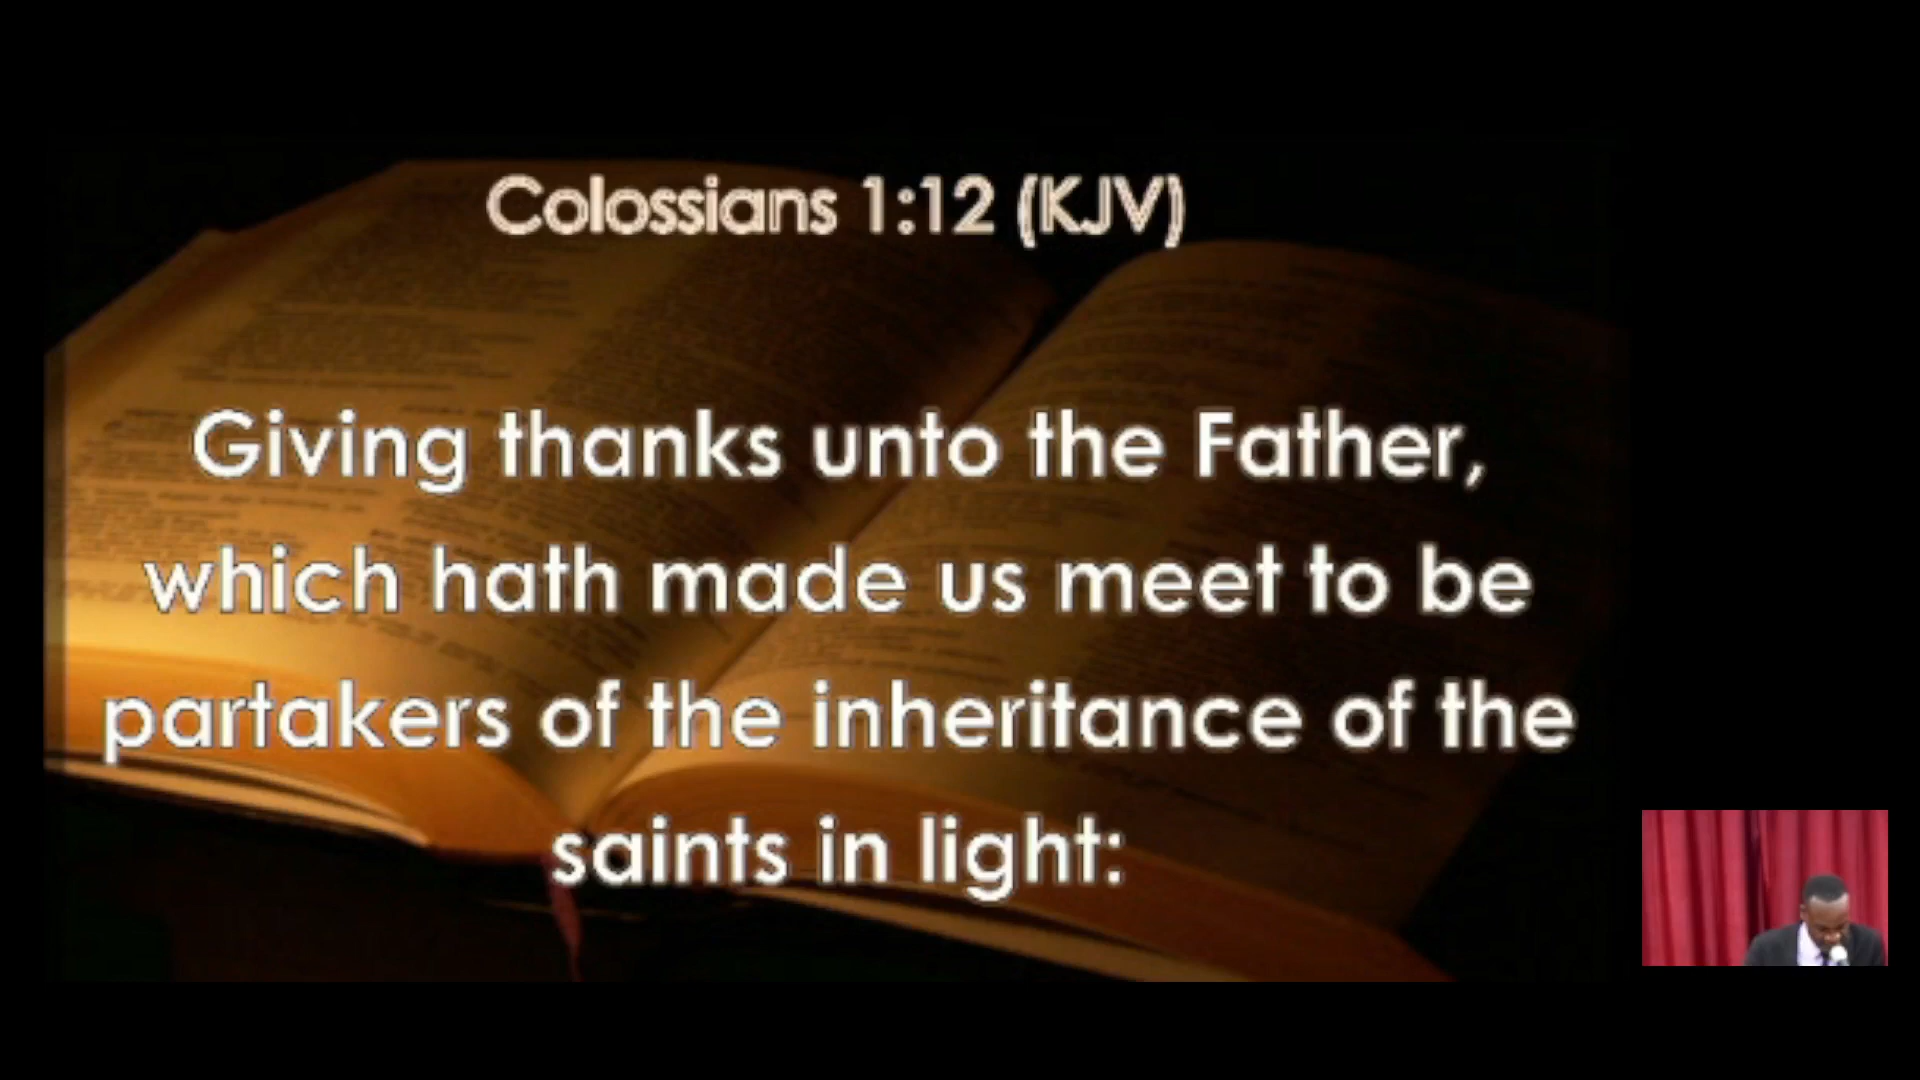 Colossians 1:12 (KJV)
Giving thanks unto the Father,
which hath made us meet to be
partakers of the inheritance of the
saints in light: